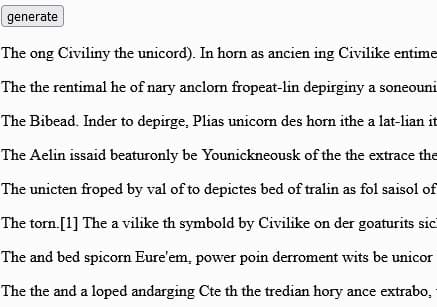 generate
The ong Civiliny the unicord). In horn as ancien ing Civilike entime
The the rentimal he of nary anclorn fropeat-lin depirginy a soneouni
The Bibead. Inder to depirge, Plias unicorn des horn ithe a lat-lian it
The Aelin issaid beaturonly be Younickneousk of the the extrace the
The unicten froped by val of to depictes bed of tralin as fol saisol of
The torn.[1] The a vilike th symbold by Civilike on der goaturits sic
The and bed spicorn Eure'em, power poin derroment wits be unicor
The the and a loped andarging Cte th the tredian hory ance extrabo,